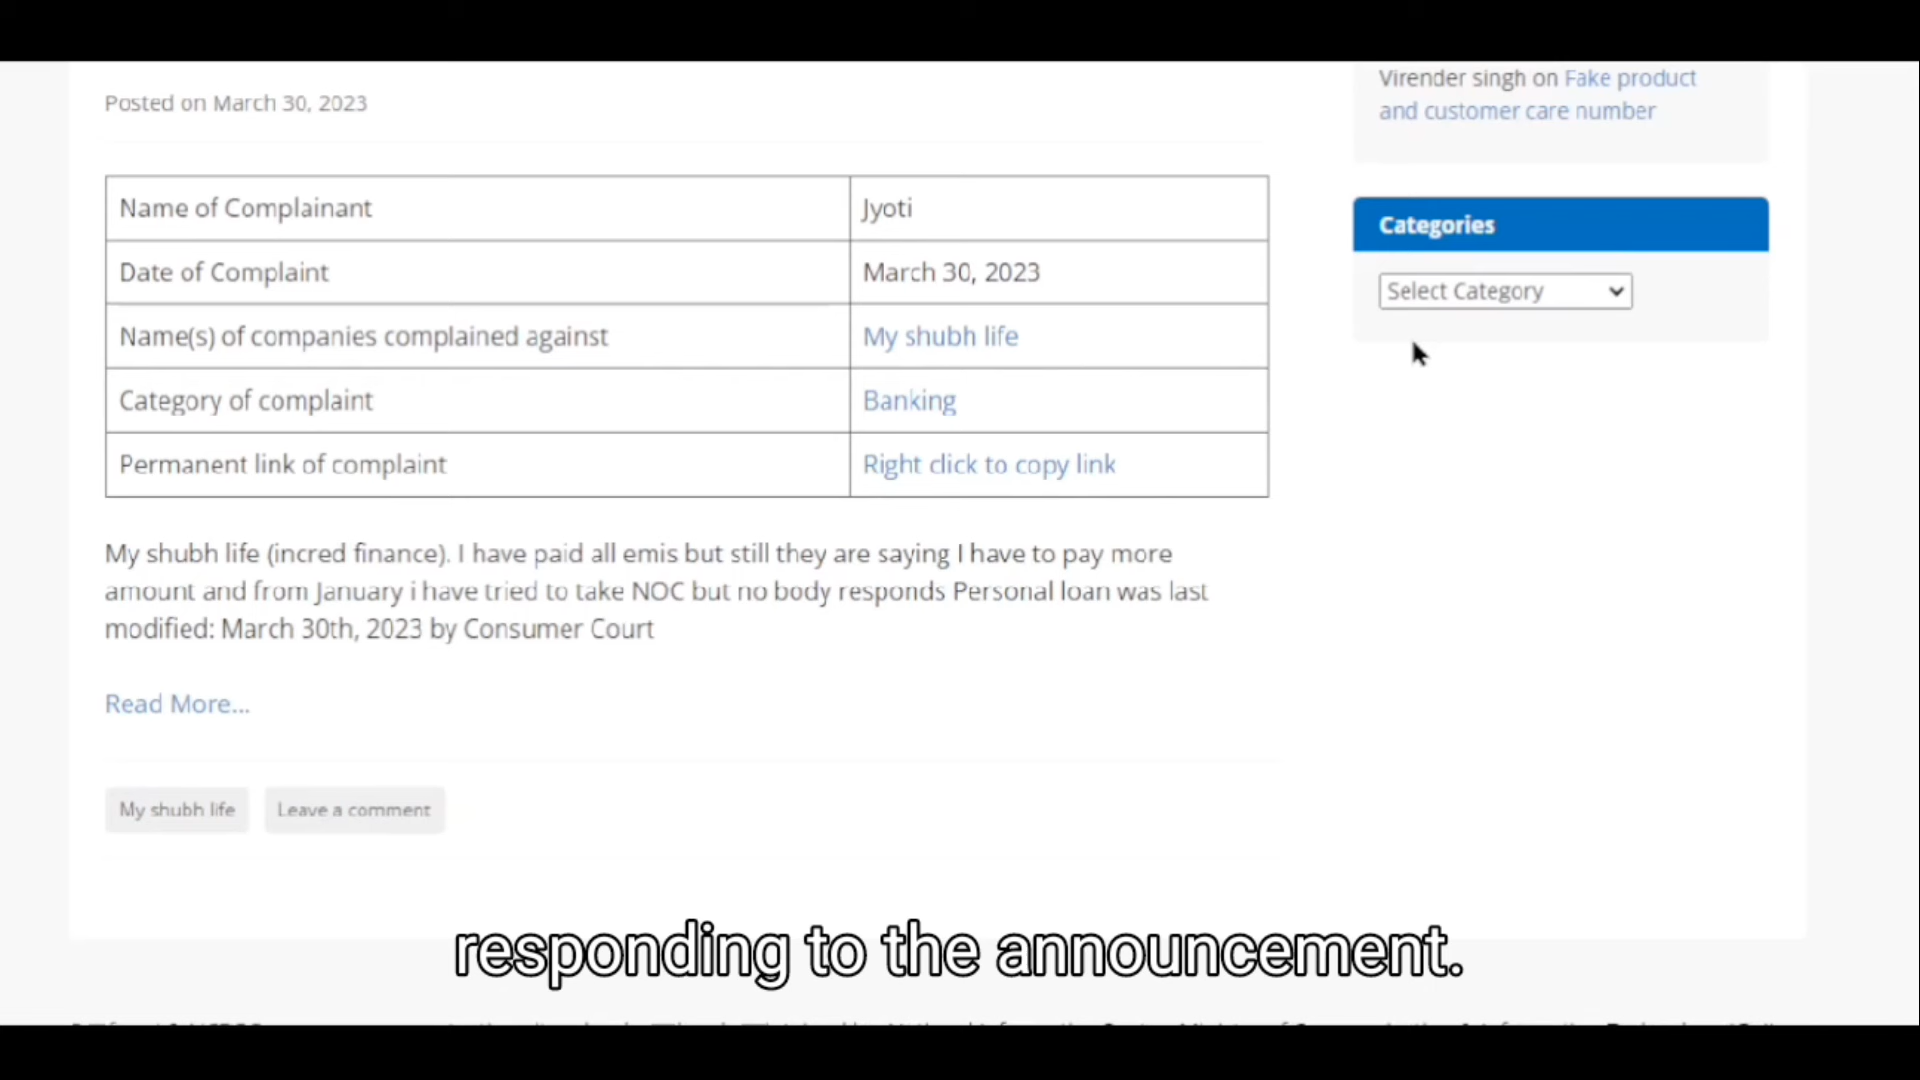 Virender singh on Fake product
and customer care number
Posted on March 30, 2023
Categories
Select Category
Name of Complainant Jyoti
Date of Complaint March 30, 2023
Name(s) of companies complained against My shubh life
Category of complaint Banking
Permanent link of complaint Right click to copy link
My shubh life (incred finance). I have paid all emis but still they are saying I have to pay more
amount and from January i have tried to take NOC but no body responds Personal loan was last
modified: March 30th, 2023 by Consumer Court
Read More...
My shubh life
Leave a comment
responding to the announcement.